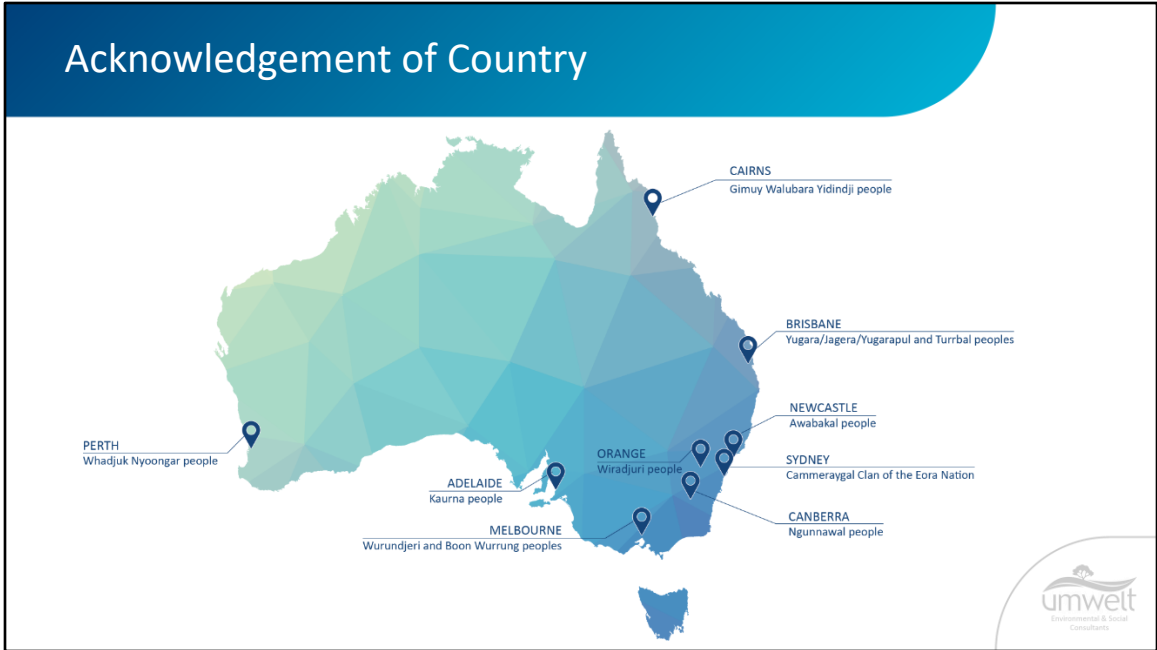 Acknowledgement of Country
CAIRNS
Gimuy Walubara Yidindji people
BRISBANE
Yugara/Jagera/Yugarapul and Turrbal peoples
NEWCASTLE
Awabakal people
PERTH
Whadjuk Nyoongar people
ORANGE
Wiradjuri people
SYDNEY
Cammeraygal Clan of the Eora Nation
ADELAIDE
Kaurna people
CANBERRA
Ngunnawal people
MELBOURNE
Wurundjeri and Boon Wurrung peoples
umwelt
Environmental & Social
Consultants